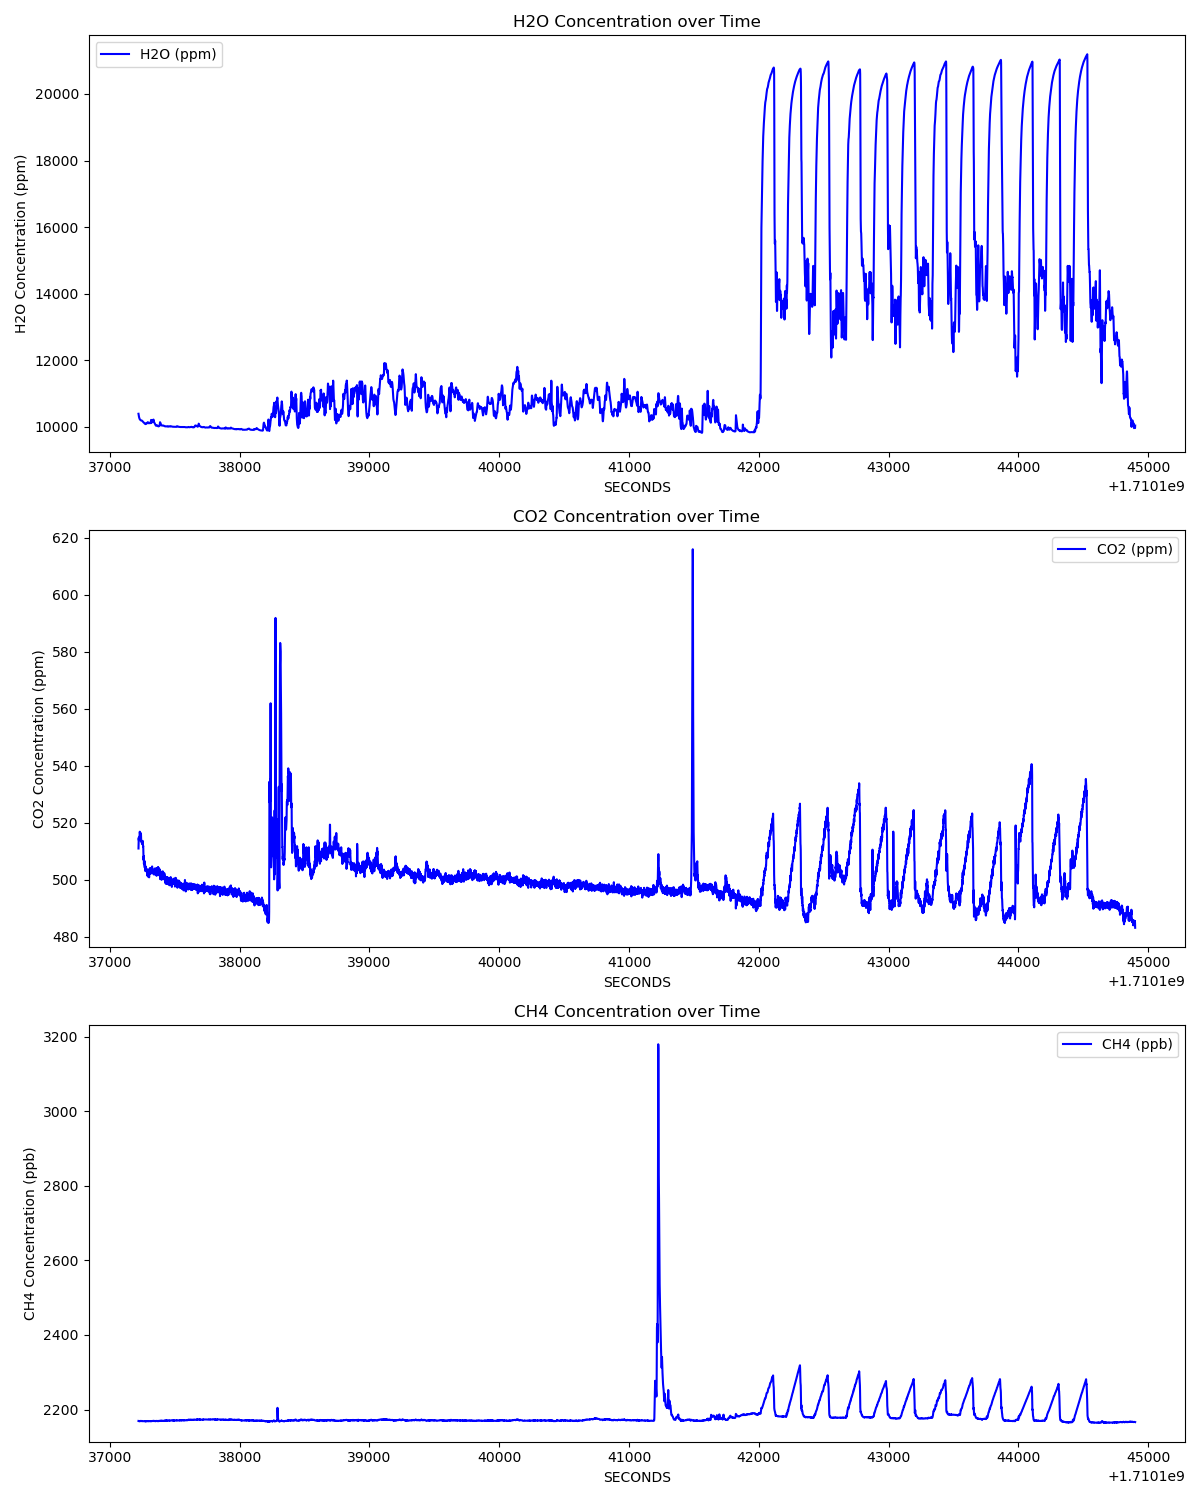 H2O Concentration over Time
H2O (ppm)
H2O Concentration (ppm)
20000
18000
16000
14000
12000
10000
37000 38000 39000 40000 41000 42000 43000 44000 45000
SECONDS
+1.7101e9
CO2 Concentration over Time
CO2 (ppm)
CO2 Concentration (ppm)
620
600
580
560
540
520
500
480
37000 38000 39000 40000 41000 42000 43000 44000 45000
SECONDS
+1.7101e9
CH4 Concentration over Time
CH4 (ppb)
CH4 Concentration (ppb)
3200
3000
2800
2600
2400
2200
37000 38000 39000 40000 41000 42000 43000 44000 45000
SECONDS
+1.7101e9